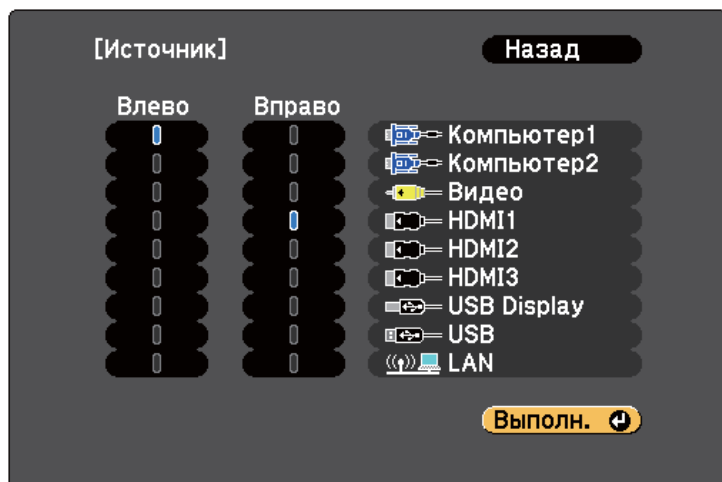 [Источник]
Назад
Влево Вправо
Компьютер1
Компьютер2
Видео
HDMI1
HDMI2
HDMI3
USB Display
USB
LAN
Выполн.